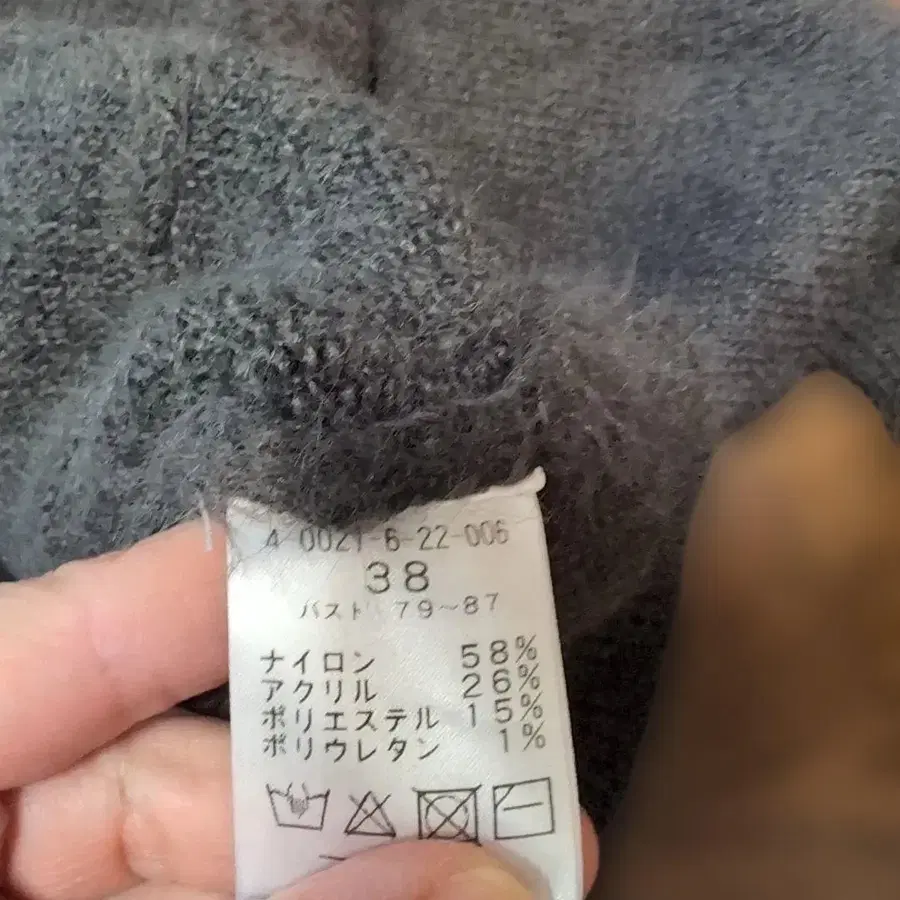 4-0021-6-22-006
38
バスト 79~87
ナイロン 58%
アクリル 26%
ポリエステル 15%
ポリウレタン 1%